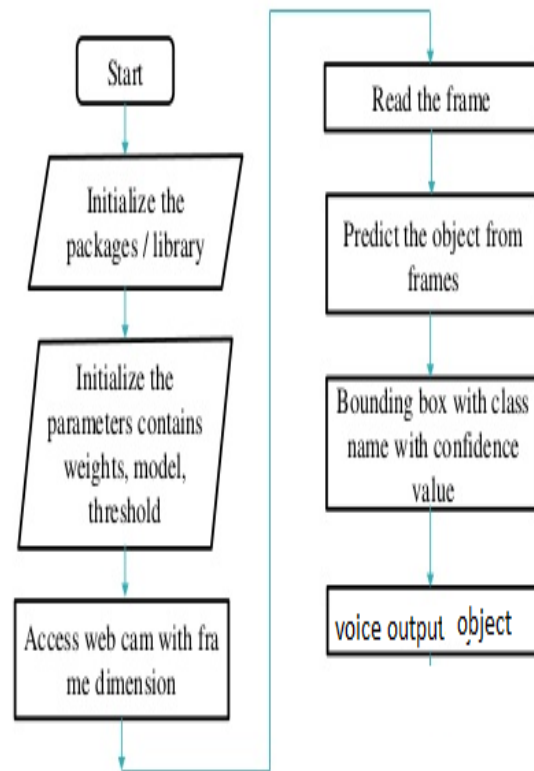 Start
Initialize the
packages / library
Initialize the
parameters contains
weights, model,
threshold
Access web cam with fra
me dimension
Read the frame
Predict the object from
frames
Bounding box with class
name with confidence
value
voice output object